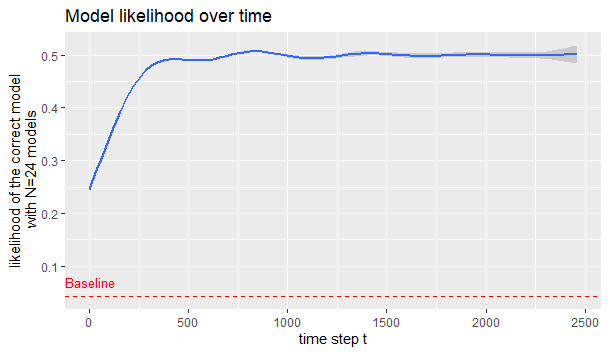 Model likelihood over time
likelihood of the correct model
with N=24 models
0.5
0.4
0.3
0.2
0.1
Baseline
0
500
1000
1500
2000
2500
time step t